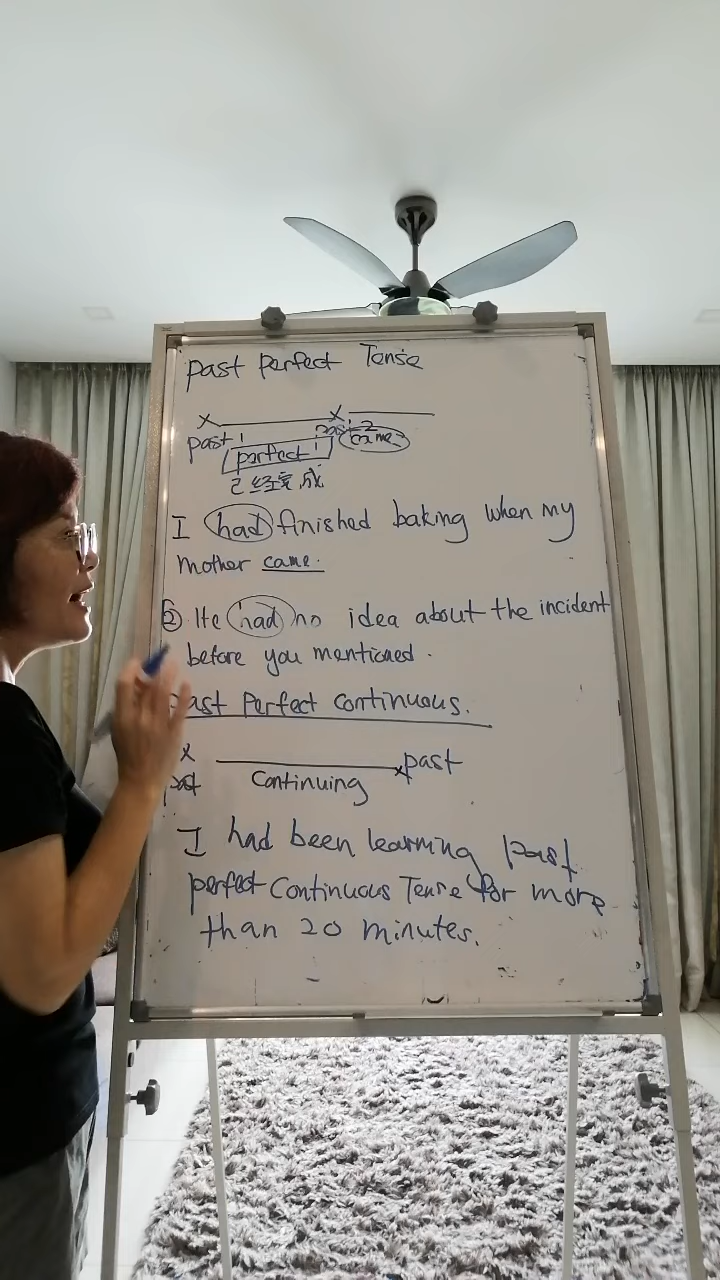 Past Perfect Tense
x x
past 1 past 2 came
perfect 1
已经完成
I had finished baking when my
mother came.
② He had no idea about the incident
before you mentioned.
Past Perfect Continuous.
x x past
past continuing
I had been learning past
perfect Continuous Tense for more
than 20 minutes.